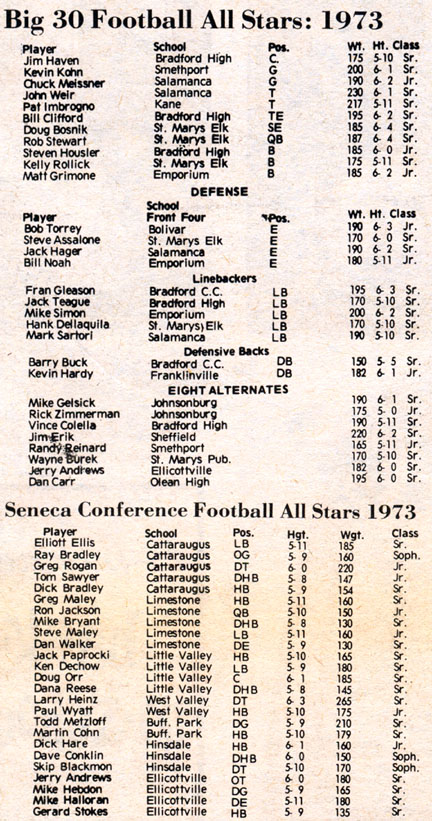 Big 30 Football All Stars: 1973
Player School Pos. Wt. Ht. Class
Jim Haven Bradford High C. 175 5-10 Sr.
Kevin Kohn Smethport G 200 6- 1 Sr.
Chuck Meissner Salamanca G 190 6- 2 Jr.
John Weir Salamanca T 230 6- 1 Sr.
Pat Imbrogno Kane T 217 5-11 Sr.
Bill Clifford Bradford High TE 195 6- 2 Sr.
Doug Bosnik St. Marys Elk SE 185 6- 4 Sr.
Rob Stewart St. Marys Elk QB 187 6- 4 Sr.
Steven Housler Bradford High B 185 6- 0 Jr.
Kelly Rollick St. Marys Elk B 175 5-11 Sr.
Matt Grimone Emporium B 185 6- 2 Jr.
DEFENSE
School
Player Front Four Pos. Wt. Ht. Class
Bob Torrey Bolivar E 190 6- 3 Jr.
Steve Assalone St. Marys Elk E 170 6- 0 Sr.
Jack Hager Salamanca E 190 6- 2 Sr.
Bill Noah Emporium E 180 5-11 Jr.
Linebackers
Fran Gleason Bradford C.C. LB 195 6- 3 Sr.
Jack Teague Bradford High LB 170 5-10 Sr.
Mike Simon Emporium LB 200 6- 2 Sr.
Hank Dellaquila St. Marys Elk LB 170 5-10 Sr.
Mark Sartori Salamanca LB 190 5-10 Sr.
Defensive Backs
Barry Buck Bradford C.C. DB 150 5- 5 Sr.
Kevin Hardy Franklinville DB 182 6- 1 Jr.
EIGHT ALTERNATES
Mike Gelsick Johnsonburg 190 6- 1 Sr.
Rick Zimmerman Johnsonburg 175 5- 0 Jr.
Vince Colella Bradford High 190 5-11 Sr.
Jim Erik Sheffield 220 6- 2 Sr.
Randy Reinard Smethport 165 5-11 Jr.
Wayne Burek St. Marys Pub. 170 5-10 Sr.
Jerry Andrews Ellicottville 182 6- 0 Sr.
Dan Carr Olean High 195 6- 0 Sr.
Seneca Conference Football All Stars 1973
Player School Pos. Hgt. Wgt. Class
Elliott Ellis Cattaraugus LB 5-11 185 Sr.
Ray Bradley Cattaraugus OG 5- 9 160 Soph.
Greg Rogan Cattaraugus DT 6- 0 220 Jr.
Tom Sawyer Cattaraugus DHB 5- 8 147 Jr.
Dick Bradley Cattaraugus HB 5- 9 154 Sr.
Greg Maley Limestone HB 5-11 160 Sr.
Ron Jackson Limestone QB 5-10 150 Jr.
Mike Bryant Limestone DHB 5- 8 130 Sr.
Steve Maley Limestone LB 5-11 160 Jr.
Dan Walker Limestone DE 5- 9 130 Sr.
Jack Paprocki Little Valley HB 5-10 165 Sr.
Ken Dechow Little Valley LB 5- 9 180 Sr.
Doug Orr Little Valley C 6- 1 185 Sr.
Dana Reese Little Valley DHB 5- 8 145 Sr.
Larry Heinz West Valley DT 6- 3 265 Sr.
Paul Wyatt West Valley HB 5-10 175 Jr.
Todd Metzloff Buff. Park DG 5- 9 210 Sr.
Martin Cohn Buff. Park HB 5-10 179 Sr.
Dick Hare Hinsdale HB 6- 1 160 Jr.
Dave Conklin Hinsdale DHB 6- 0 150 Soph.
Skip Blackmon Hinsdale DT 5-10 170 Soph.
Jerry Andrews Ellicottville OT 6- 0 180 Sr.
Mike Hebdon Ellicottville DG 5- 9 165 Sr.
Mike Halloran Ellicottville DE 5-11 180 Sr.
Gerard Stokes Ellicottville HB 5- 9 135 Sr.